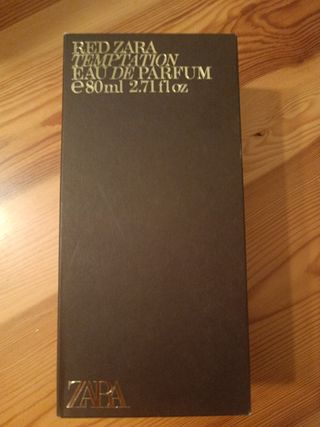 RED ZARA
TEMPTATION
EAU DE PARFUM
℮80ml 2.71 fl oz
ZARA